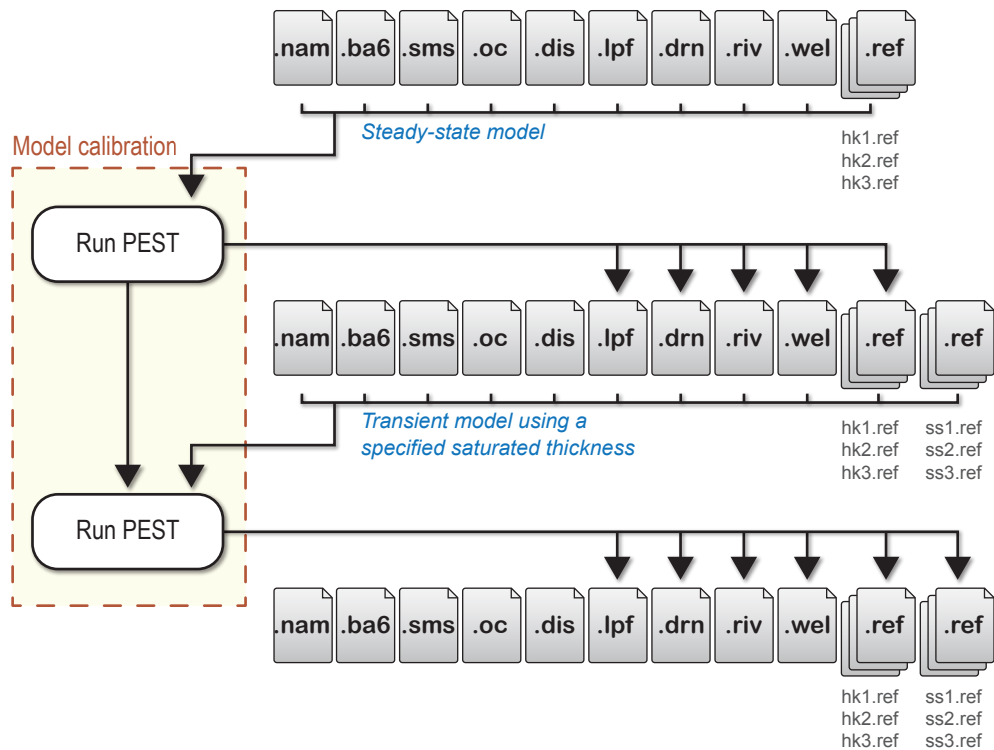 .nam .ba6 .sms .oc .dis .lpf .drn .riv .wel .ref
Steady-state model
hk1.ref
hk2.ref
hk3.ref
Model calibration
Run PEST
.nam .ba6 .sms .oc .dis .lpf .drn .riv .wel .ref .ref
Transient model using a
specified saturated thickness
hk1.ref ss1.ref
hk2.ref ss2.ref
hk3.ref ss3.ref
Run PEST
.nam .ba6 .sms .oc .dis .lpf .drn .riv .wel .ref .ref
hk1.ref ss1.ref
hk2.ref ss2.ref
hk3.ref ss3.ref